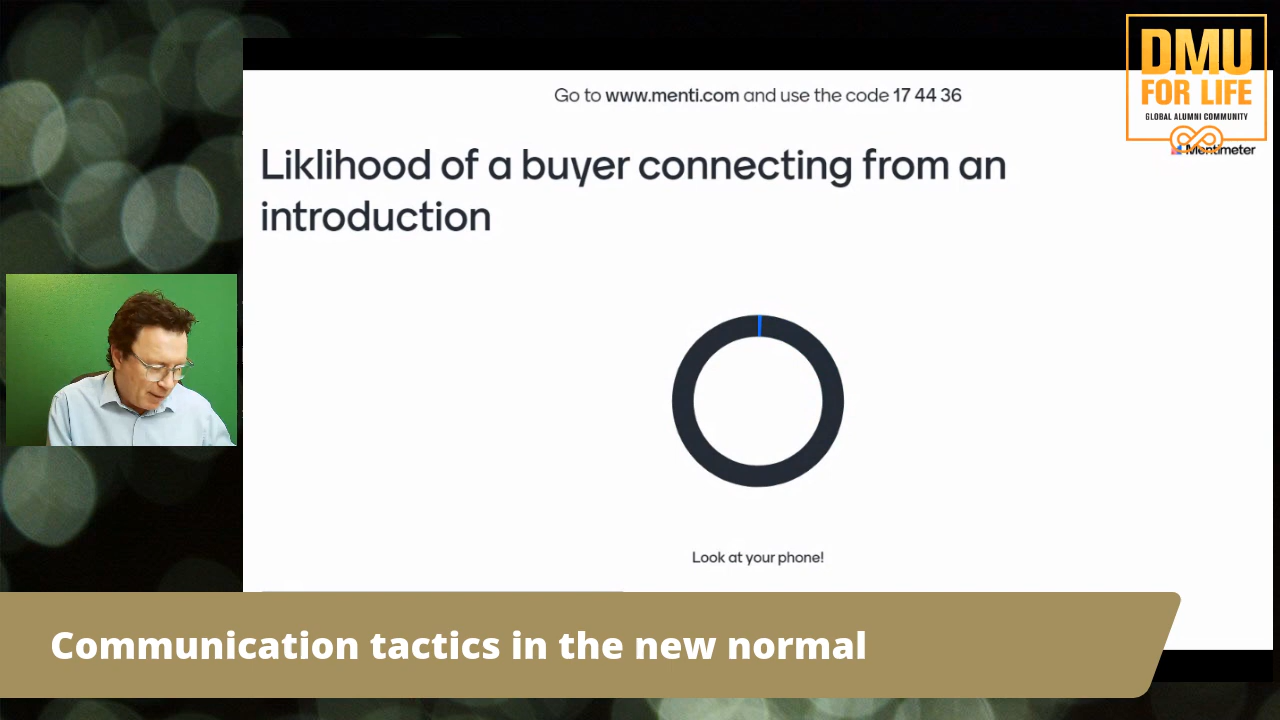 DMU
FOR LIFE
GLOBAL ALUMNI COMMUNITY
Go to www.menti.com and use the code 17 44 36
Mentimeter
Liklihood of a buyer connecting from an
introduction
Look at your phone!
Communication tactics in the new normal